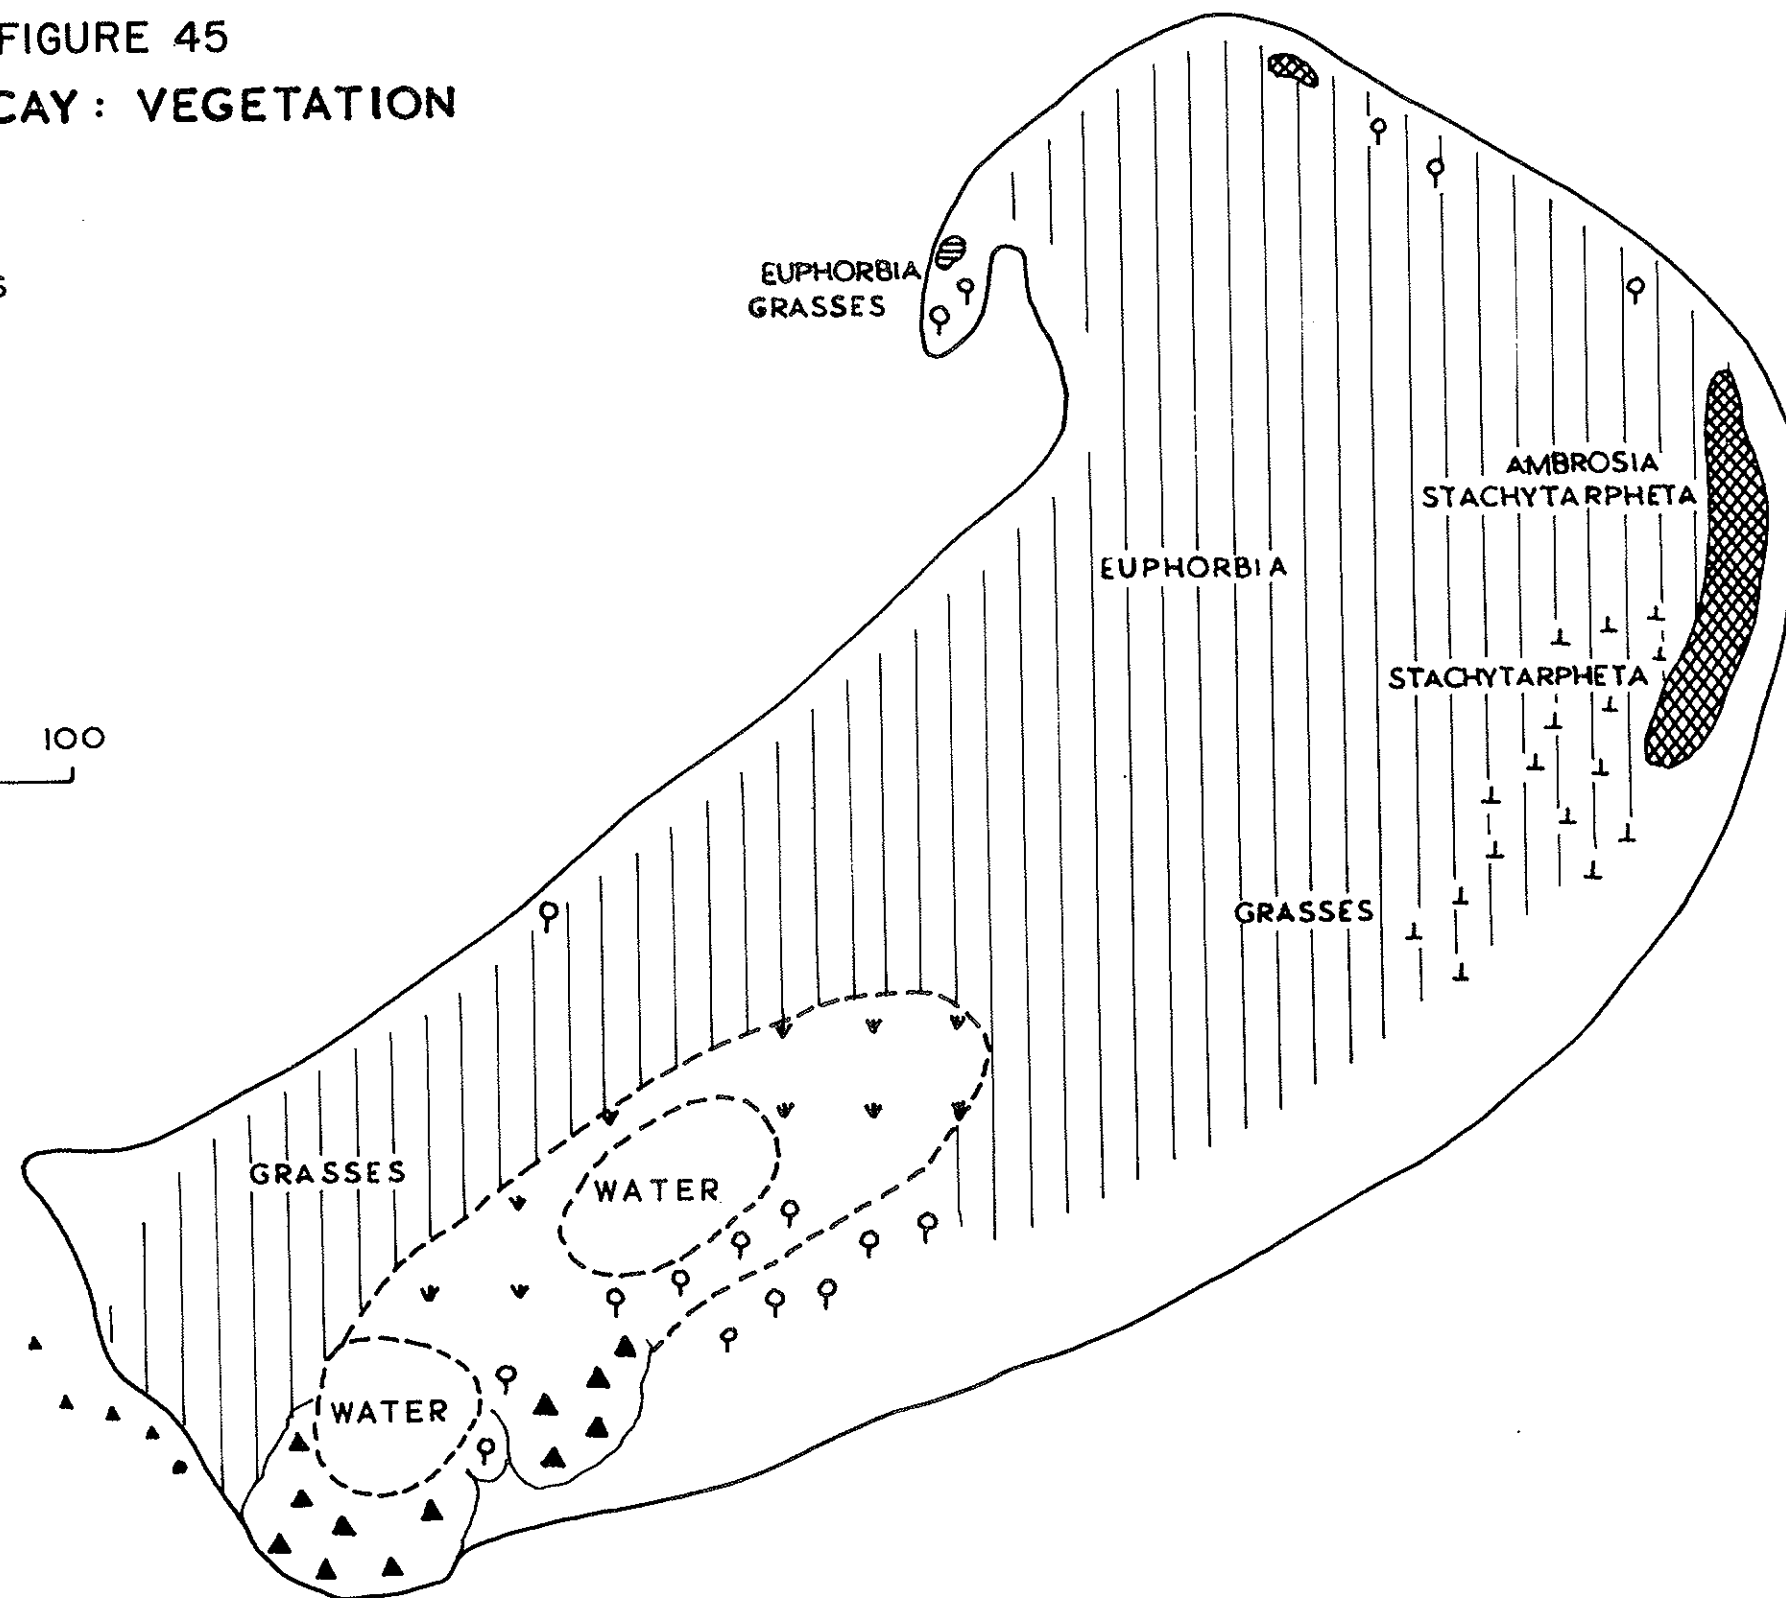 FIGURE 45
CAY: VEGETATION
S
EUPHORBIA
GRASSES
AMBROSIA
STACHYTARPHETA
EUPHORBIA
STACHYTARPHETA
100
GRASSES
GRASSES
WATER
WATER